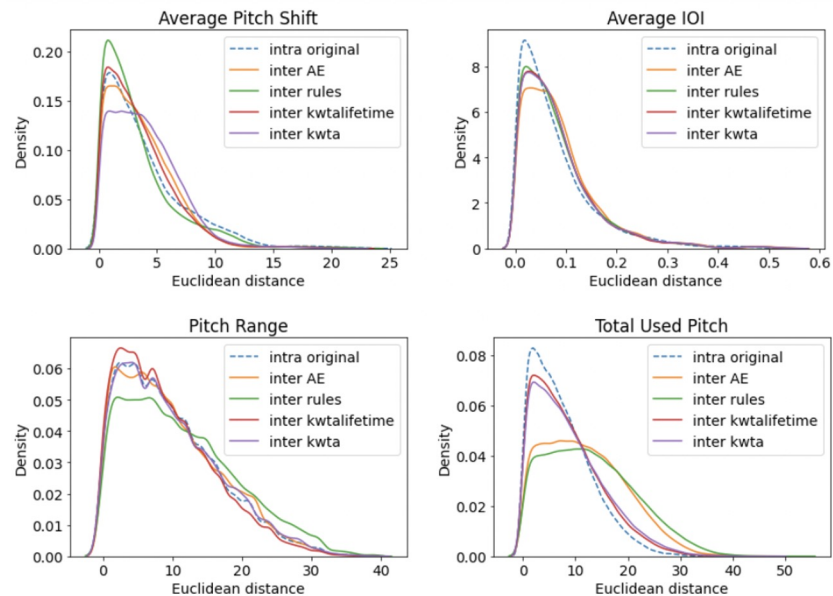 Average Pitch Shift
Density
0.20
0.15
0.10
0.05
0.00
intra original
inter AE
inter rules
inter kwtalifetime
inter kwta
0 5 10 15 20 25
Euclidean distance
Average IOI
Density
8
6
4
2
0
intra original
inter AE
inter rules
inter kwtalifetime
inter kwta
0.0 0.1 0.2 0.3 0.4 0.5 0.6
Euclidean distance
Pitch Range
Density
0.06
0.05
0.04
0.03
0.02
0.01
0.00
intra original
inter AE
inter rules
inter kwtalifetime
inter kwta
0 10 20 30 40
Euclidean distance
Total Used Pitch
Density
0.08
0.06
0.04
0.02
0.00
intra original
inter AE
inter rules
inter kwtalifetime
inter kwta
0 10 20 30 40 50
Euclidean distance